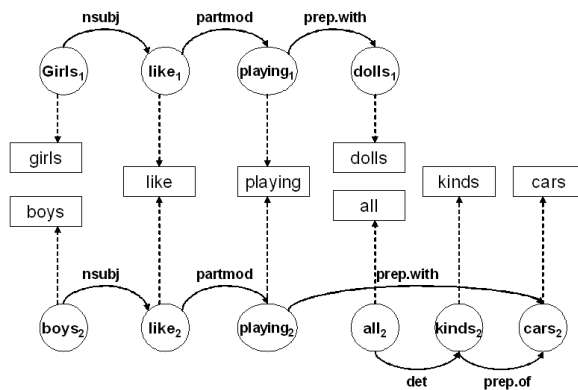 nsubj partmod prep.with
Girls1 like1 playing1 dolls1
girls like playing dolls kinds cars
boys all
nsubj partmod prep.with
boys2 like2 playing2 all2 kinds2 cars2
det prep.of